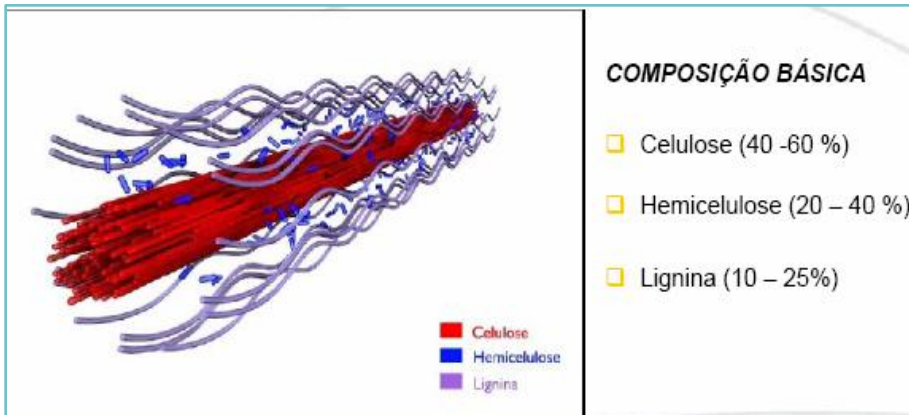 COMPOSIÇÃO BÁSICA
Celulose (40 -60 %)
Hemicelulose (20 – 40 %)
Lignina (10 – 25%)
Celulose
Hemicelulose
Lignina